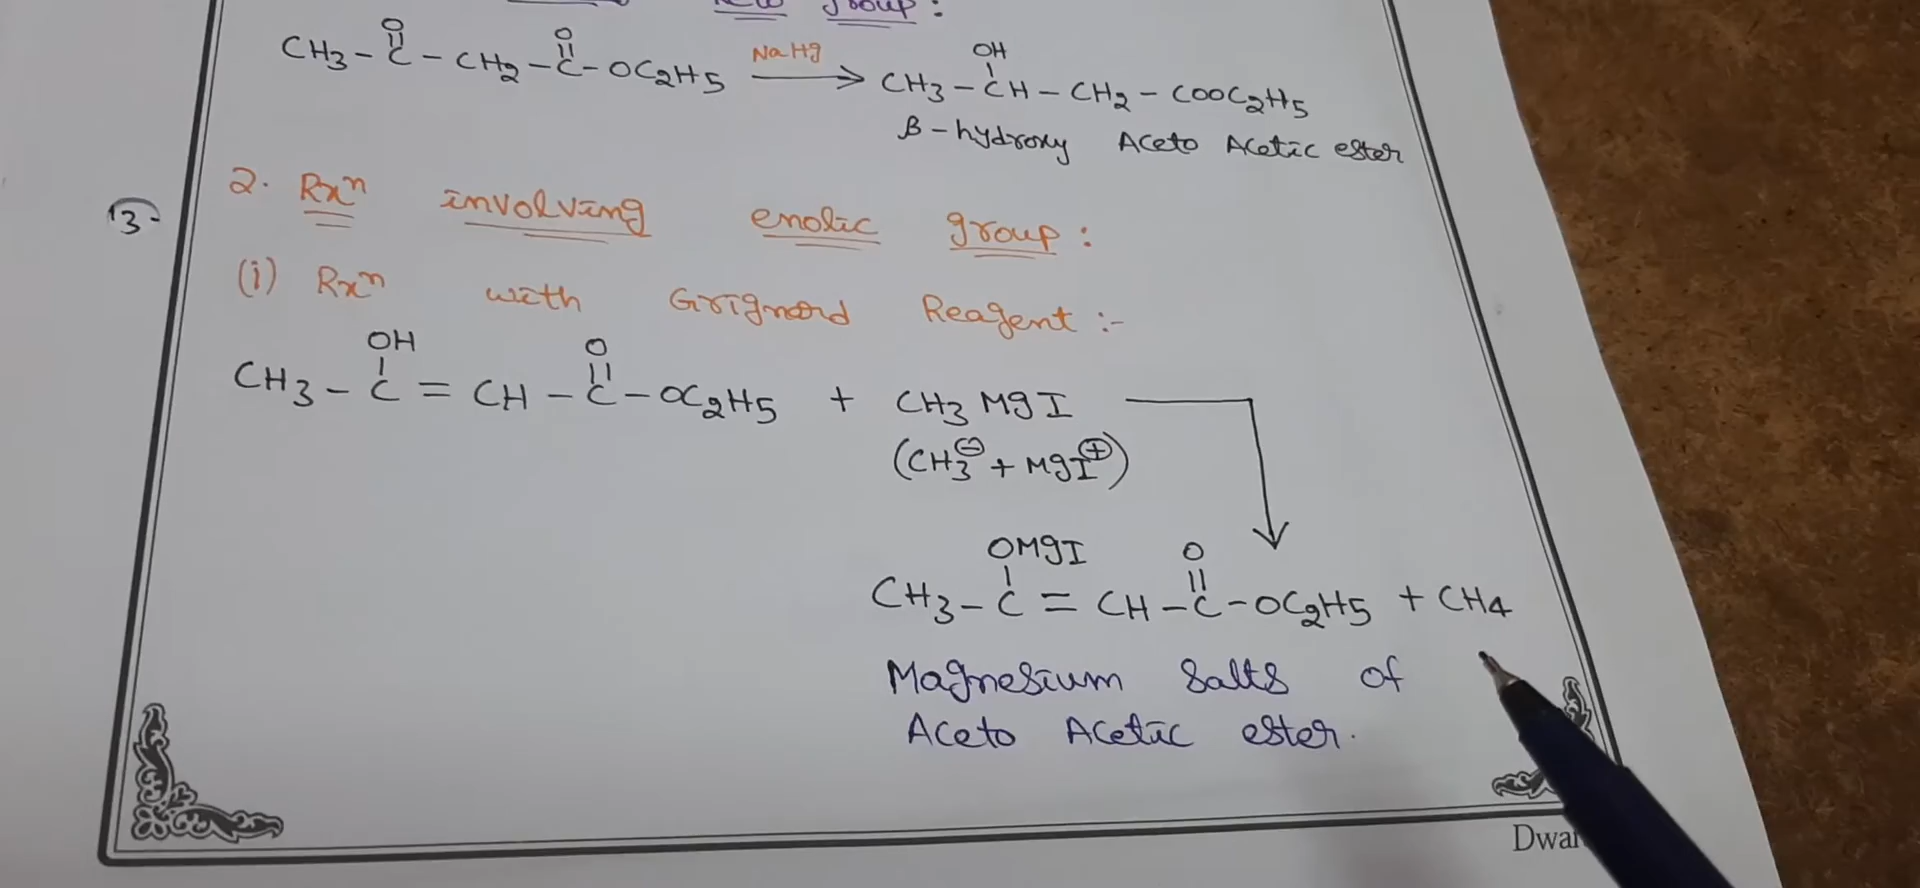 group :
CH3 - C - CH2 - C - OC2H5 NaHg → CH3 - CH - CH2 - COOC2H5
O O OH
β-hydroxy Aceto Acetic ester
13-
2. Rxn involving enolic group :
(i) Rxn with Grignard Reagent :-
OH O
CH3 - C = CH - C - OC2H5 + CH3 MgI
(CH3⊖ + MgI⊕)
OMgI O
CH3 - C = CH - C - OC2H5 + CH4
Magnesium Salts of
Aceto Acetic ester.